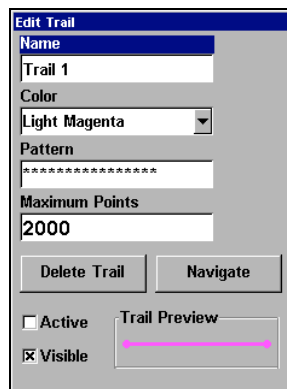 Edit Trail
Name
Trail 1
Color
Light Magenta
Pattern
****************
Maximum Points
2000
Delete Trail Navigate
Active Trail Preview
Visible